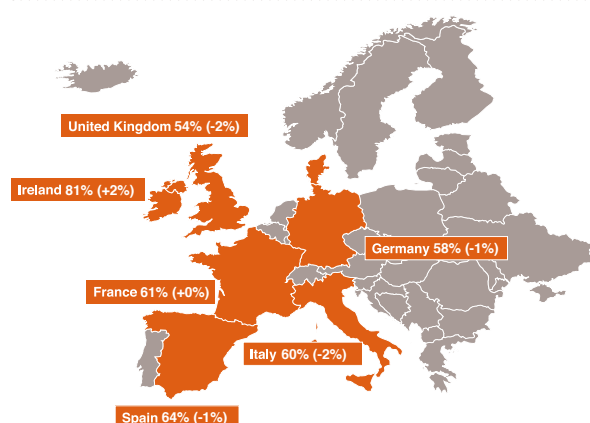 United Kingdom 54% (-2%)
Ireland 81% (+2%)
Germany 58% (-1%)
France 61% (+0%)
Italy 60% (-2%)
Spain 64% (-1%)